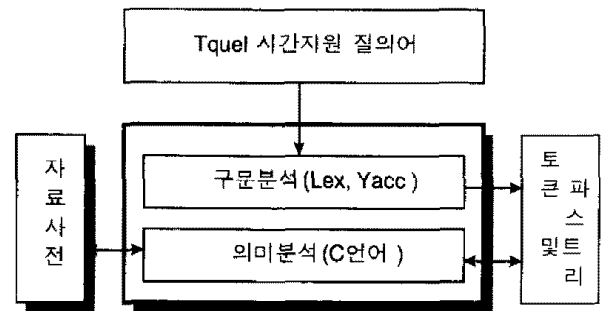 Tquel 시간지원 질의어
구문분석 (Lex, Yacc )
의미분석 (C언어 )
자료사전
토큰 및
파스트리